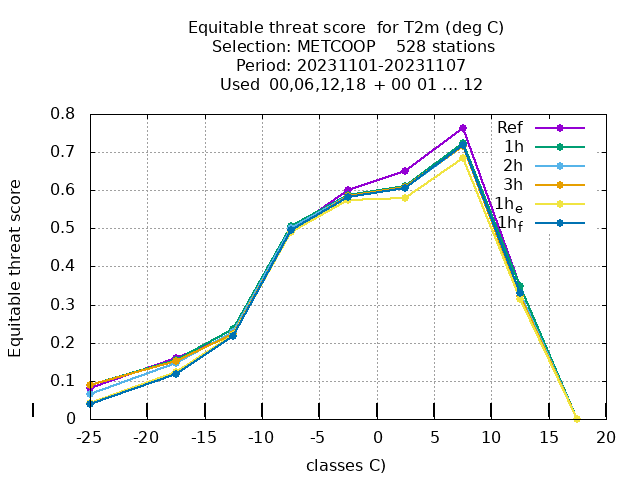 Equitable threat score  for T2m (deg C)
Selection: METCOOP    528 stations
Period: 20231101-20231107
Used  00,06,12,18  + 00 01 ... 12
Equitable threat score
0.8
0.7
0.6
0.5
0.4
0.3
0.2
0.1
0
Ref
1h
2h
3h
1h_e
1h_f
-25 -20 -15 -10 -5 0 5 10 15 20
classes C)